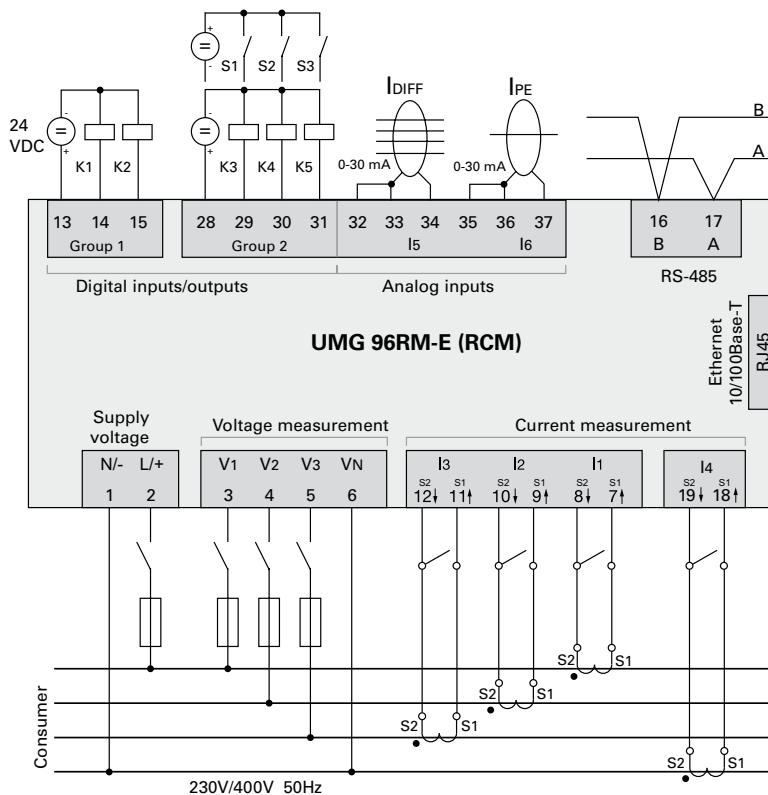 = = S1 S2 S3
IDIFF IPE
24
VDC
= K1 K2
= K3 K4 K5
0-30 mA 0-30 mA
B
A
13 14 15
Group 1
28 29 30 31
Group 2
32 33 34
I5
35 36 37
I6
16 17
B A
Digital inputs/outputs
Analog inputs
RS-485
UMG 96RM-E (RCM)
Ethernet
10/100Base-T
RJ45
Supply
voltage
Voltage measurement
Current measurement
N/- L/+
1 2
V1 V2 V3 VN
3 4 5 6
I3 I2 I1
S2 S1 S2 S1 S2 S1
12 11 10 9 8 7
I4
S2 S1
19 18
S2 S1
S2 S1
S2 S1
S2 S1
Consumer
230V/400V 50Hz